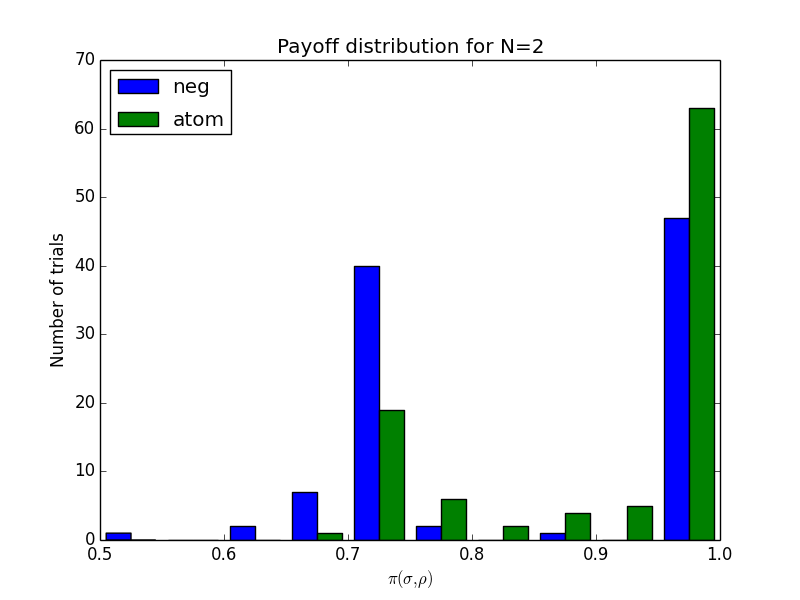 Payoff distribution for N=2
70
60
50
40
30
20
10
0
neg
atom
Number of trials
0.5 0.6 0.7 0.8 0.9 1.0
π(σ,ρ)